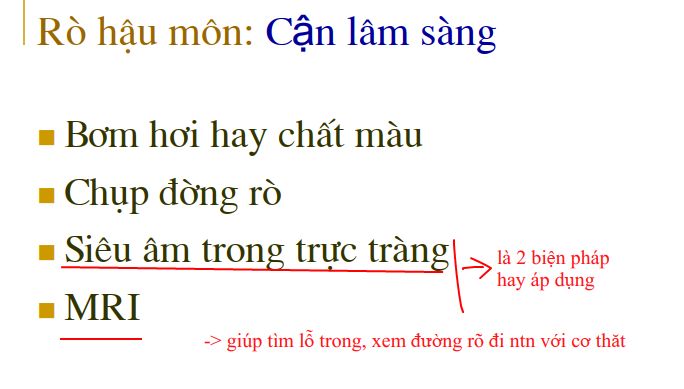 Rò hậu môn: Cận lâm sàng
Bơm hơi hay chất màu
Chụp đờng rò
Siêu âm trong trực tràng
là 2 biện pháp
hay áp dụng
MRI
-> giúp tìm lỗ trong, xem đường rõ đi ntn với cơ thăt